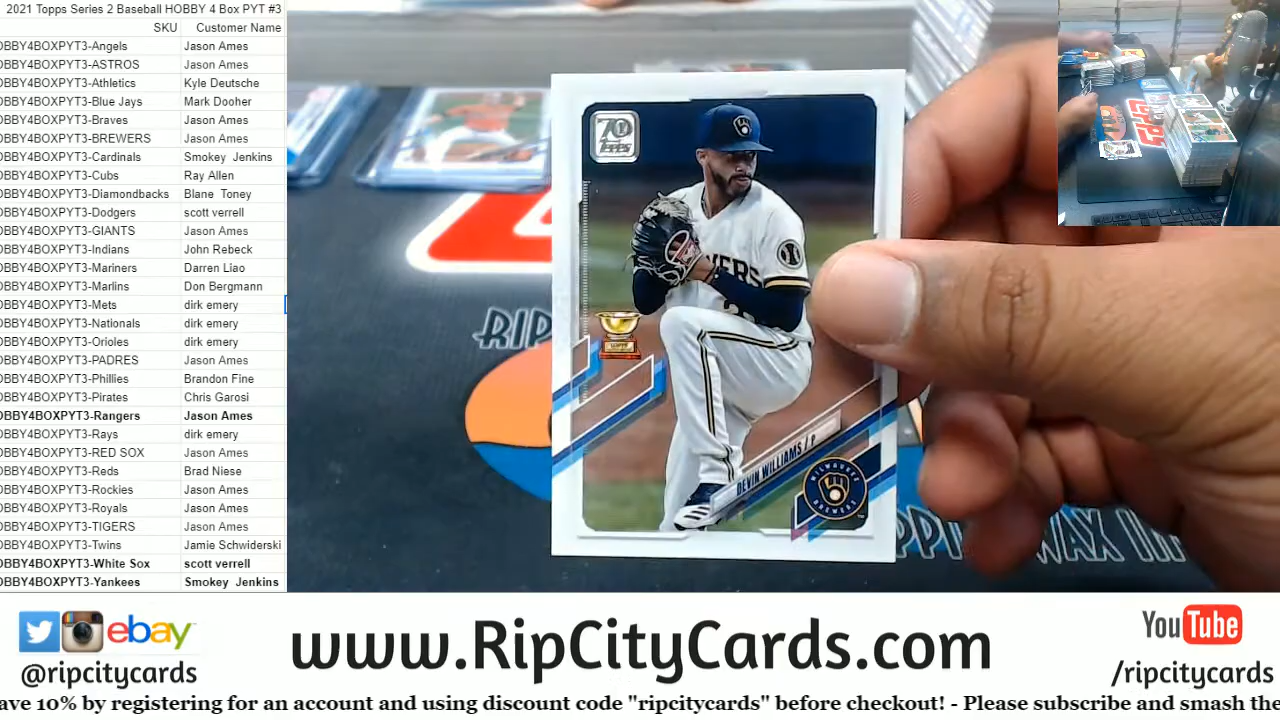 2021 Topps Series 2 Baseball HOBBY 4 Box PYT #3
SKU Customer Name
OBBY4BOXPYT3-Angels Jason Ames
OBBY4BOXPYT3-ASTROS Jason Ames
OBBY4BOXPYT3-Athletics Kyle Deutsche
OBBY4BOXPYT3-Blue Jays Mark Dooher
OBBY4BOXPYT3-Braves Jason Ames
OBBY4BOXPYT3-BREWERS Jason Ames
OBBY4BOXPYT3-Cardinals Smokey Jenkins
OBBY4BOXPYT3-Cubs Ray Allen
OBBY4BOXPYT3-Diamondbacks Blane Toney
OBBY4BOXPYT3-Dodgers scott verrell
OBBY4BOXPYT3-GIANTS Jason Ames
OBBY4BOXPYT3-Indians John Rebeck
OBBY4BOXPYT3-Mariners Darren Liao
OBBY4BOXPYT3-Marlins Don Bergmann
OBBY4BOXPYT3-Mets dirk emery
OBBY4BOXPYT3-Nationals dirk emery
OBBY4BOXPYT3-Orioles dirk emery
OBBY4BOXPYT3-PADRES Jason Ames
OBBY4BOXPYT3-Phillies Brandon Fine
OBBY4BOXPYT3-Pirates Chris Garosi
OBBY4BOXPYT3-Rangers Jason Ames
OBBY4BOXPYT3-Rays dirk emery
OBBY4BOXPYT3-RED SOX Jason Ames
OBBY4BOXPYT3-Reds Brad Niese
OBBY4BOXPYT3-Rockies Jason Ames
OBBY4BOXPYT3-Royals Jason Ames
OBBY4BOXPYT3-TIGERS Jason Ames
OBBY4BOXPYT3-Twins Jamie Schwiderski
OBBY4BOXPYT3-White Sox scott verrell
OBBY4BOXPYT3-Yankees Smokey Jenkins
70
Topps
DEVIN WILLIAMS / P
MILWAUKEE
BREWERS
RIP
WAX
ebay
@ripcitycards
www.RipCityCards.com
YouTube
/ripcitycards
ave 10% by registering for an account and using discount code "ripcitycards" before checkout! - Please subscribe and smash the